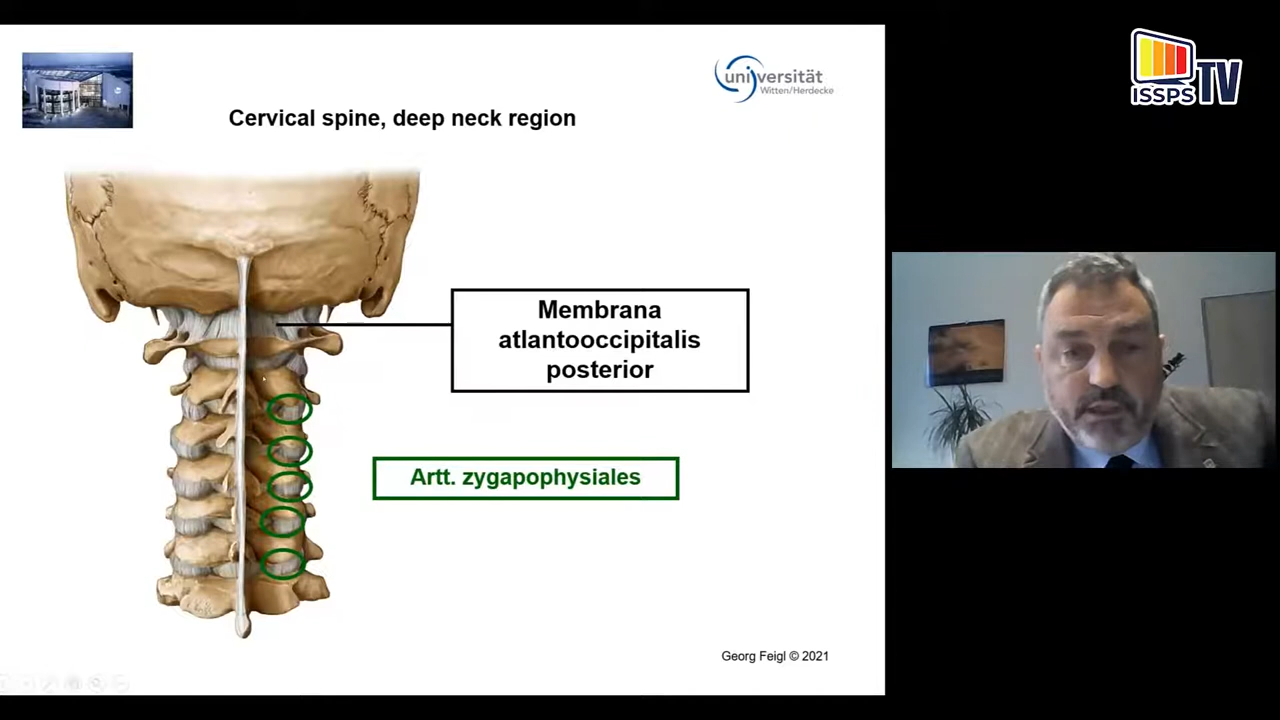 universität
Witten/Herdecke
Cervical spine, deep neck region
Membrana
atlantooccipitalis
posterior
Artt. zygapophysiales
Georg Feigl © 2021
ISSPS TV